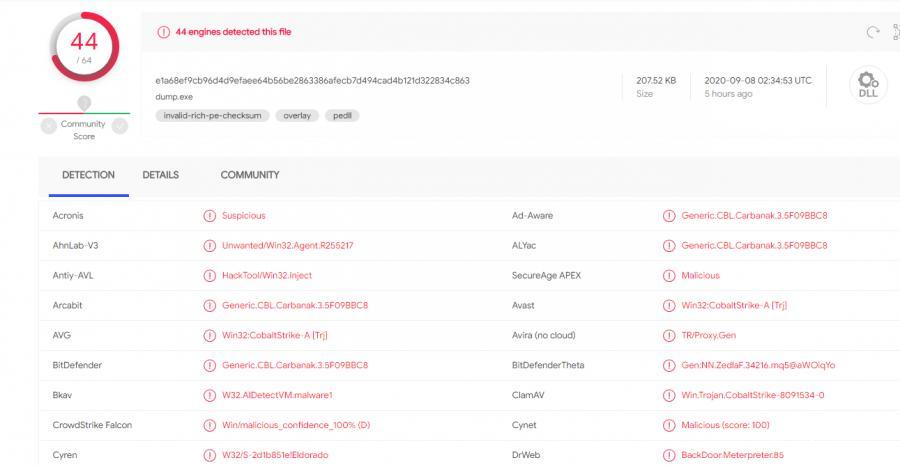 44
/ 64
Community
Score
44 engines detected this file
e1a68ef9cb96d4d9efaee64b56be2863386afecb7d494cad4b121d322834c863
dump.exe
invalid-rich-pe-checksum overlay pedll
207.52 KB
Size
2020-09-08 02:34:53 UTC
5 hours ago
DLL
DETECTION DETAILS COMMUNITY
Acronis Suspicious Ad-Aware Generic.CBL.Carbanak.3.5F09BBC8
AhnLab-V3 Unwanted/Win32.Agent.R255217 ALYac Generic.CBL.Carbanak.3.5F09BBC8
Antiy-AVL HackTool/Win32.Inject SecureAge APEX Malicious
Arcabit Generic.CBL.Carbanak.3.5F09BBC8 Avast Win32:CobaltStrike-A [Trj]
AVG Win32:CobaltStrike-A [Trj] Avira (no cloud) TR/Proxy.Gen
BitDefender Generic.CBL.Carbanak.3.5F09BBC8 BitDefenderTheta Gen:NN.ZedlaF.34216.mq5@aWOlqYo
Bkav W32.AIDetectVM.malware1 ClamAV Win.Trojan.CobaltStrike-8091534-0
CrowdStrike Falcon Win/malicious_confidence_100% (D) Cynet Malicious (score: 100)
Cyren W32/S-2d1b851e!Eldorado DrWeb BackDoor.Meterpreter.85